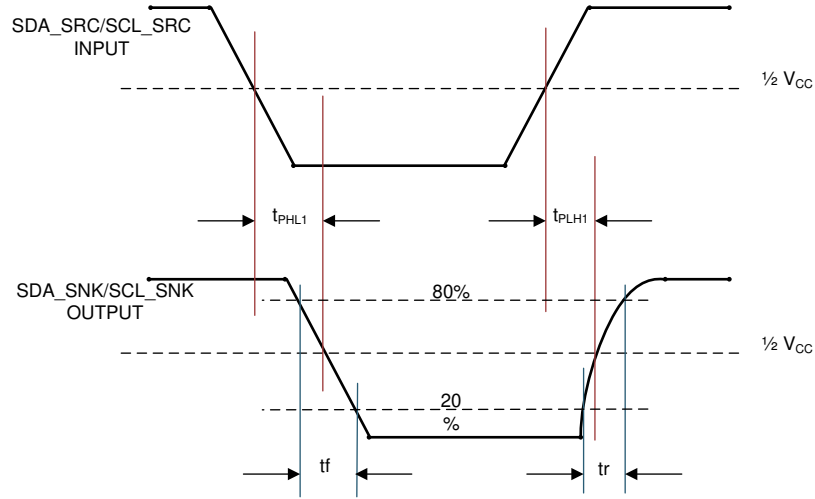 SDA_SRC/SCL_SRC
INPUT
½ VCC
tPHL1
tPLH1
SDA_SNK/SCL_SNK
OUTPUT
80%
½ VCC
20
%
tf
tr